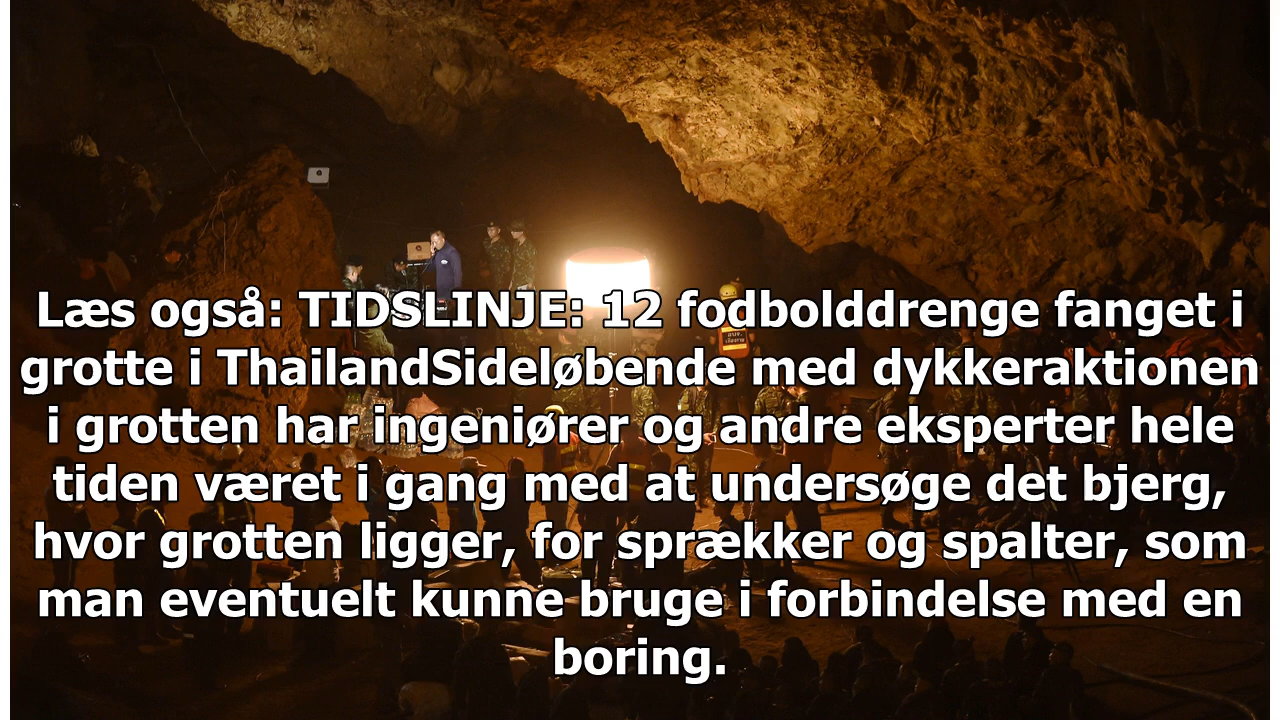 Læs også: TIDSLINJE: 12 fodbolddrenge fanget i
grotte i ThailandSideløbende med dykkeraktionen
i grotten har ingeniører og andre eksperter hele
tiden været i gang med at undersøge det bjerg,
hvor grotten ligger, for sprækker og spalter, som
man eventuelt kunne bruge i forbindelse med en
boring.